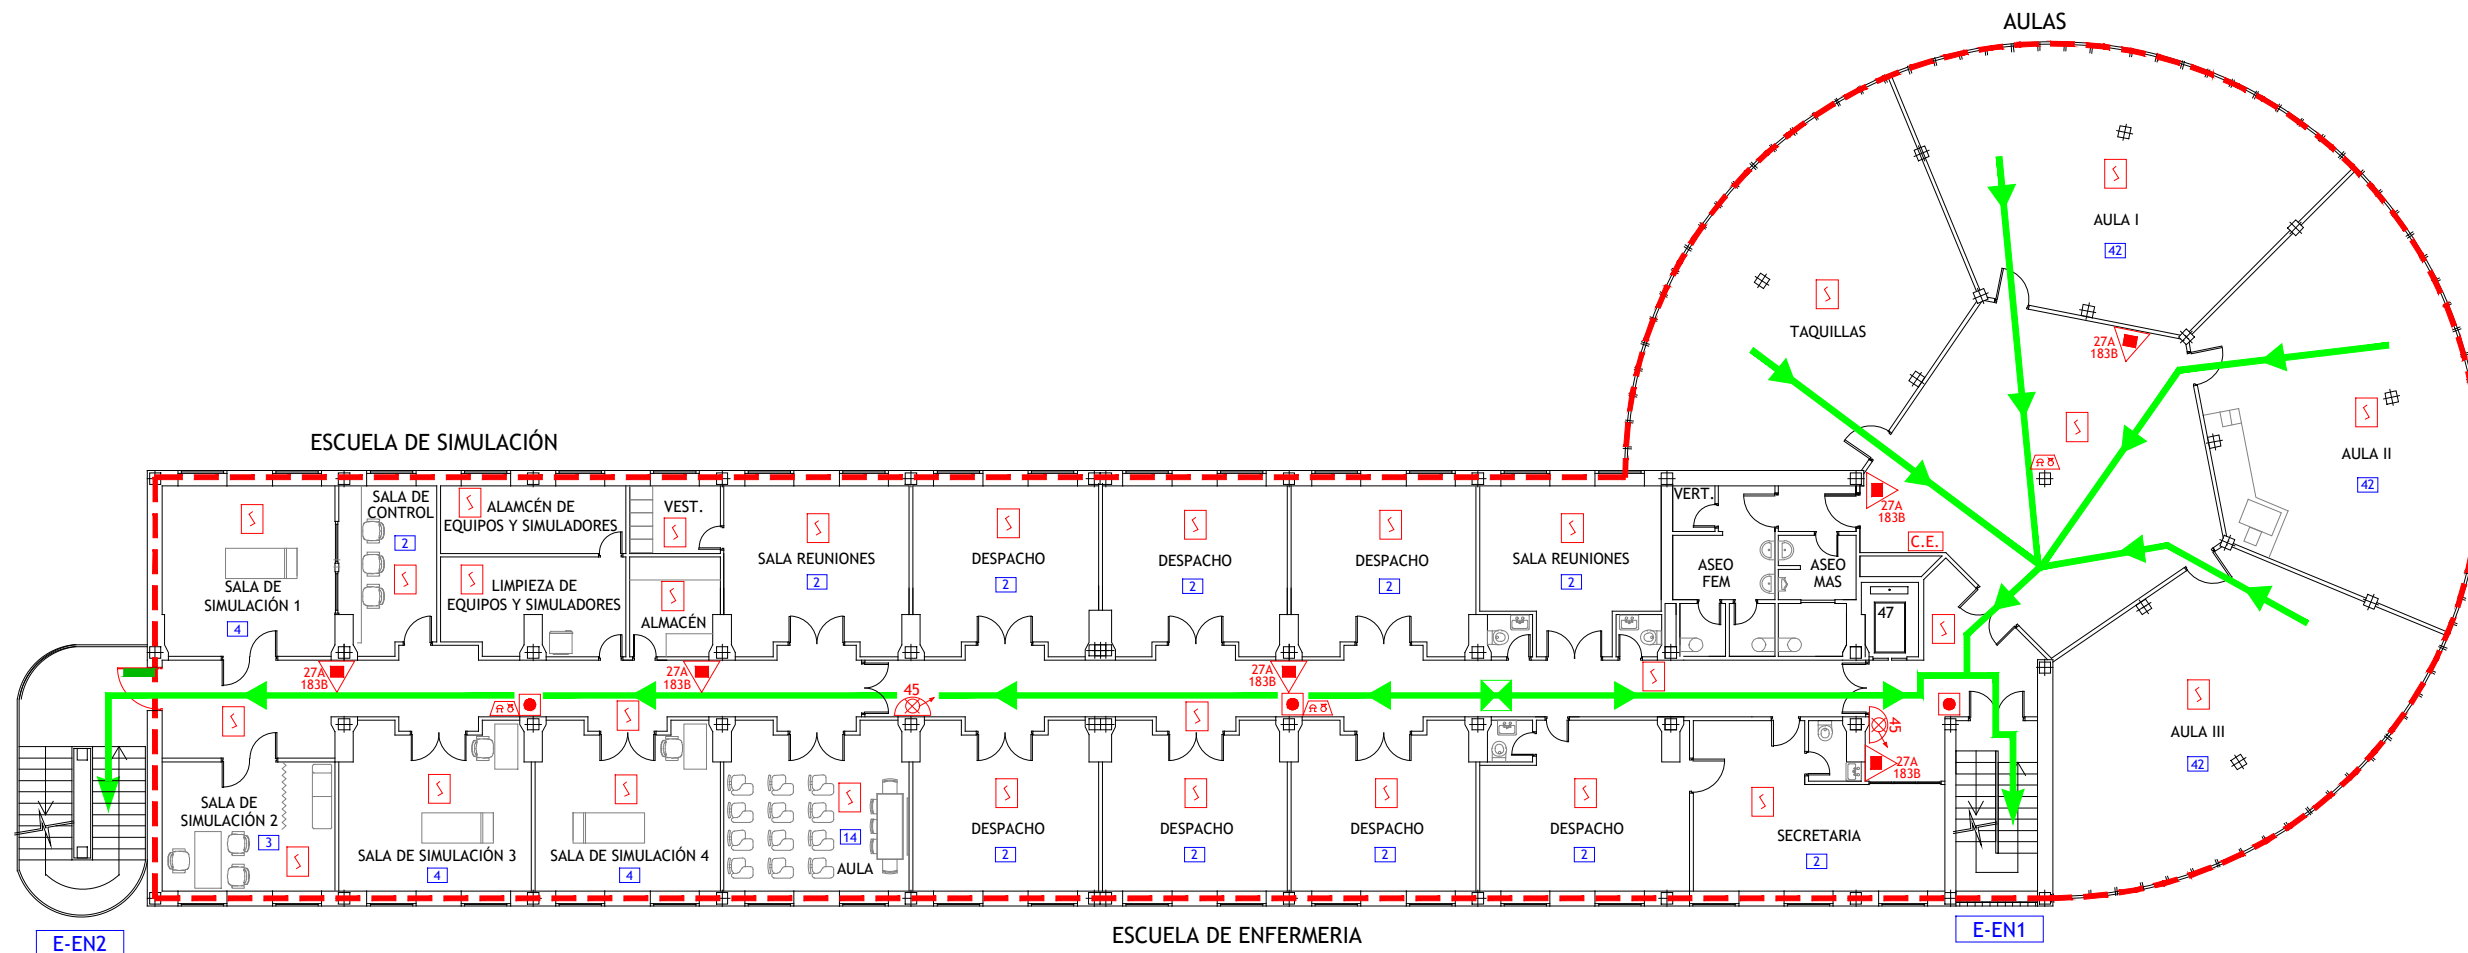 AULAS
AULA I
42
TAQUILLAS
27A
183B
AULA II
42
ESCUELA DE SIMULACIÓN
SALA DE
CONTROL
2
ALAMCÉN DE
EQUIPOS Y SIMULADORES
VEST.
VERT.
27A
183B
C.E.
SALA DE
SIMULACIÓN 1
4
LIMPIEZA DE
EQUIPOS Y SIMULADORES
ALMACÉN
SALA REUNIONES
2
DESPACHO
2
DESPACHO
2
DESPACHO
2
SALA REUNIONES
2
ASEO
FEM
ASEO
MAS
47
27A
183B
27A
183B
27A
183B
45
45
27A
183B
AULA III
42
SALA DE
SIMULACIÓN 2
3
SALA DE SIMULACIÓN 3
4
SALA DE SIMULACIÓN 4
4
14
AULA
DESPACHO
2
DESPACHO
2
DESPACHO
2
DESPACHO
2
SECRETARIA
2
E-EN2
ESCUELA DE ENFERMERIA
E-EN1